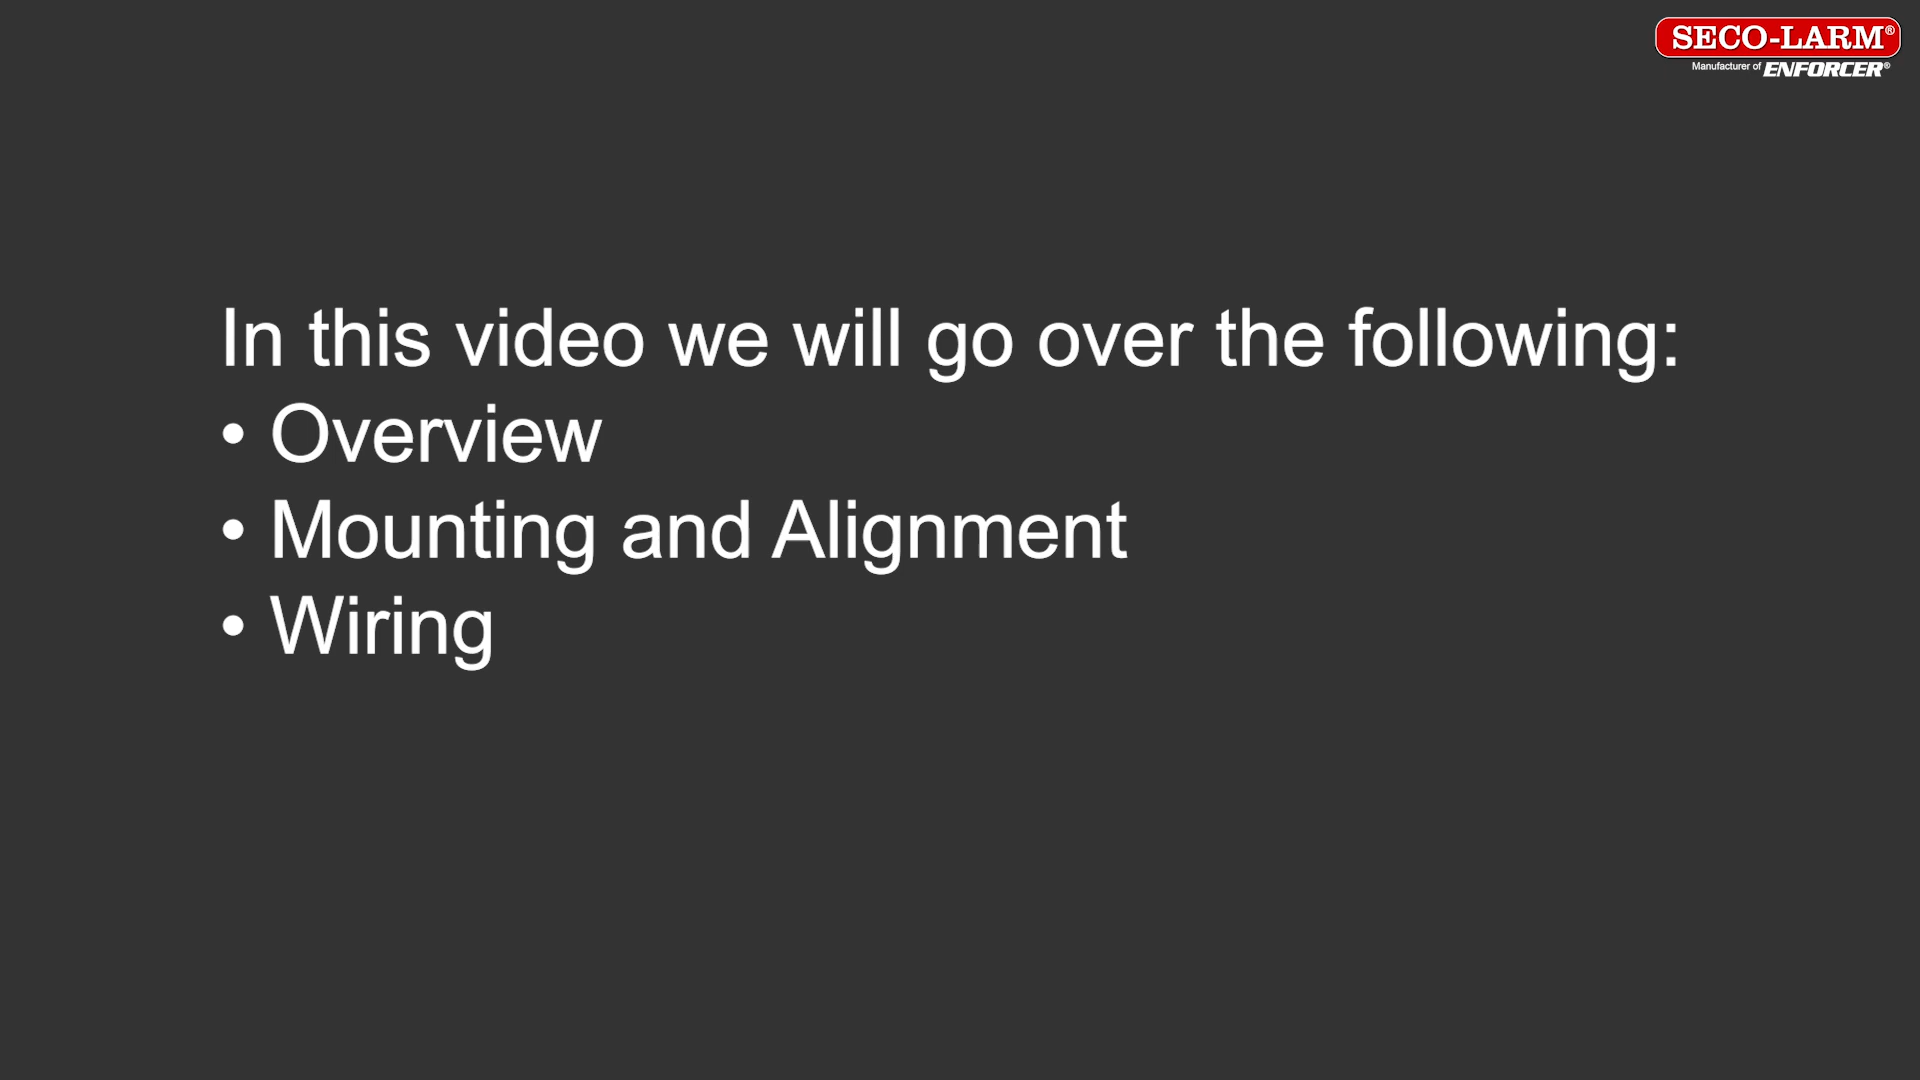 SECO-LARM®
Manufacturer of ENFORCER®
In this video we will go over the following:
• Overview
• Mounting and Alignment
• Wiring